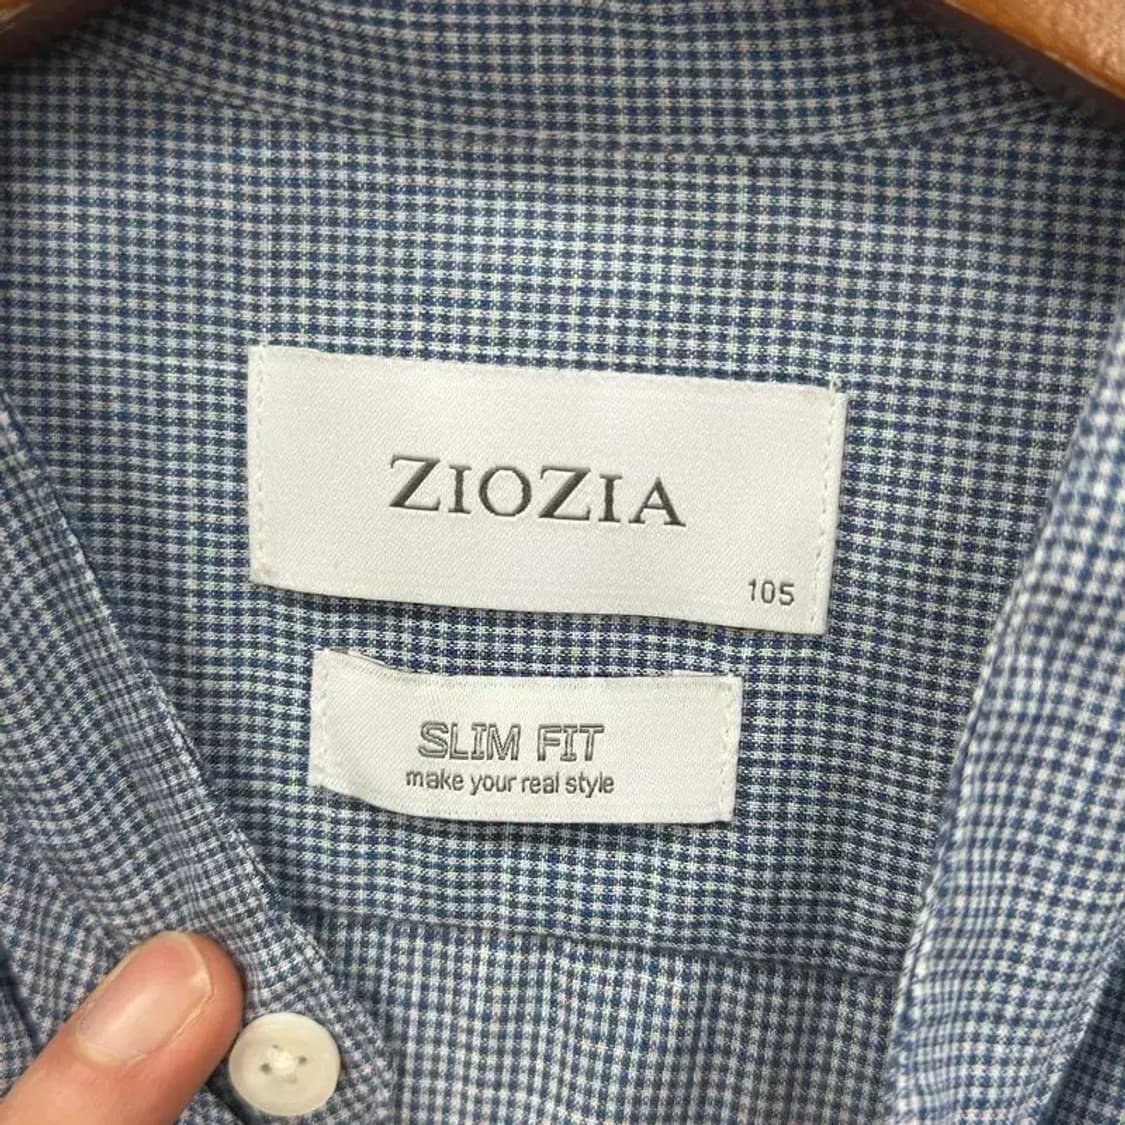 ZIOZIA
105
SLIM FIT
make your real style